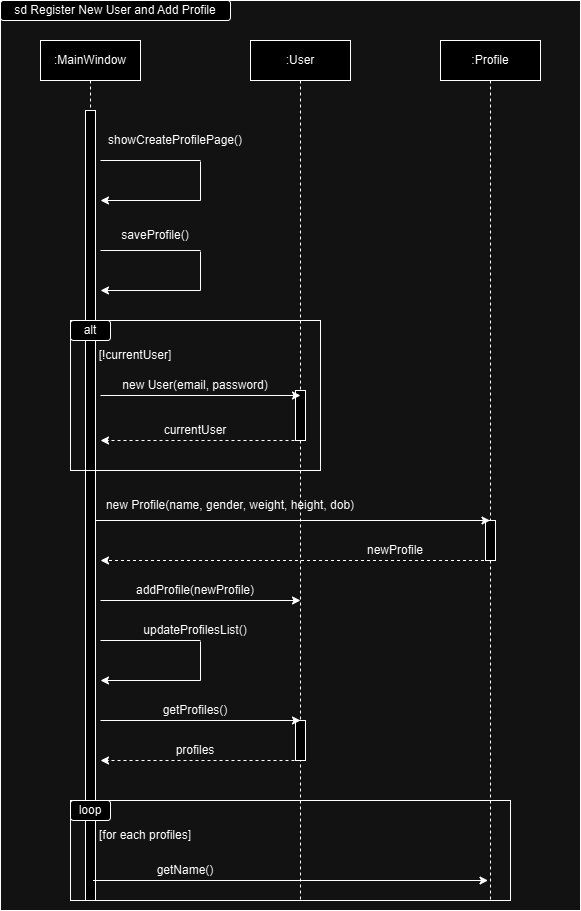 sd Register New User and Add Profile
:MainWindow
:User
:Profile
showCreateProfilePage()
saveProfile()
alt
[!currentUser]
new User(email, password)
currentUser
new Profile(name, gender, weight, height, dob)
newProfile
addProfile(newProfile)
updateProfilesList()
getProfiles()
profiles
loop
[for each profiles]
getName()